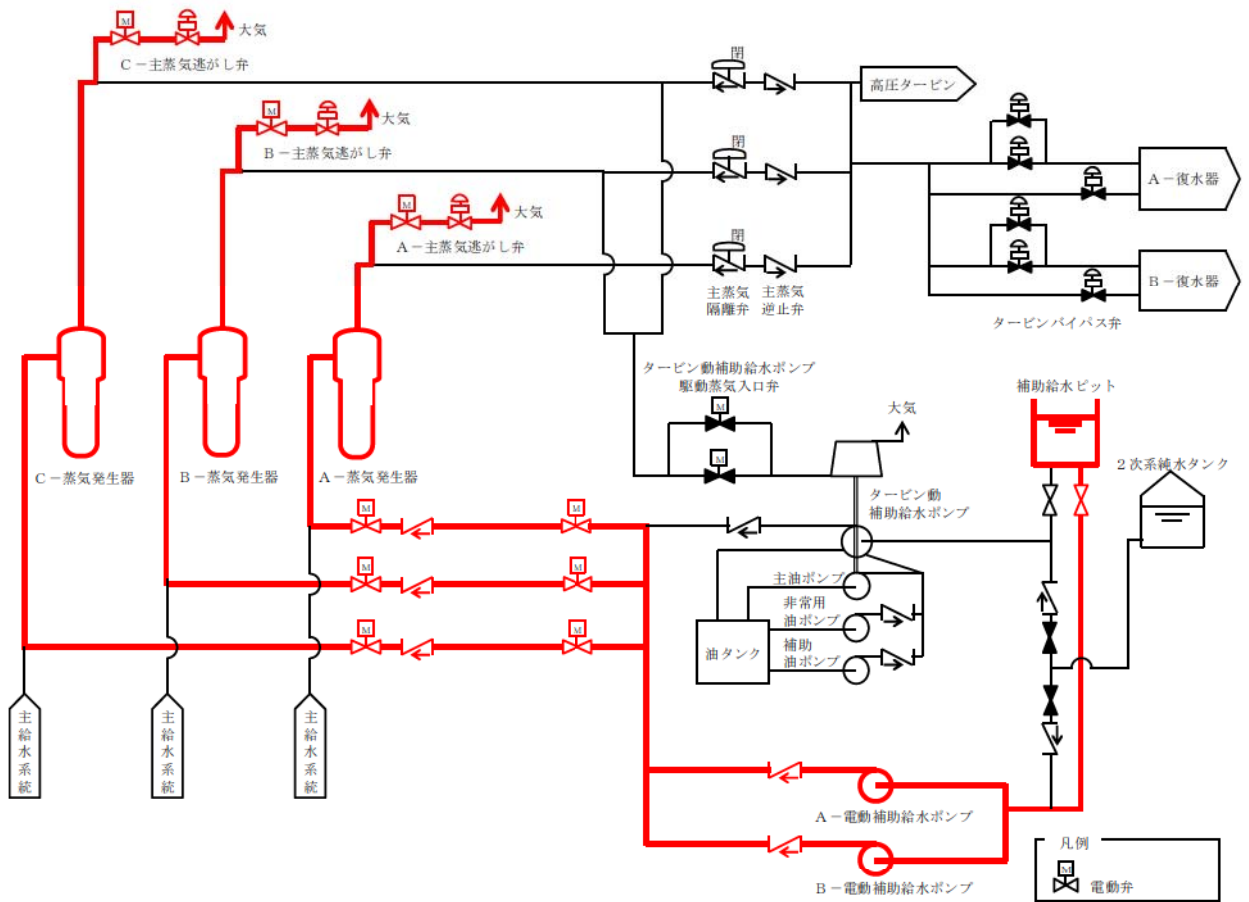 大気
M
C－主蒸気逃がし弁
大気
M
B－主蒸気逃がし弁
大気
M
A－主蒸気逃がし弁
閉
閉
閉
主蒸気
隔離弁
主蒸気
逆止弁
高圧タービン
A－復水器
B－復水器
タービンバイパス弁
C－蒸気発生器
B－蒸気発生器
A－蒸気発生器
タービン動補助給水ポンプ
駆動蒸気入口弁
M
M
大気
タービン動
補助給水ポンプ
補助給水ピット
2次系純水タンク
M
M
M
M
M
M
主油ポンプ
非常用
油ポンプ
補助
油ポンプ
油タンク
主給水系統
主給水系統
主給水系統
A－電動補助給水ポンプ
B－電動補助給水ポンプ
凡例
M
電動弁